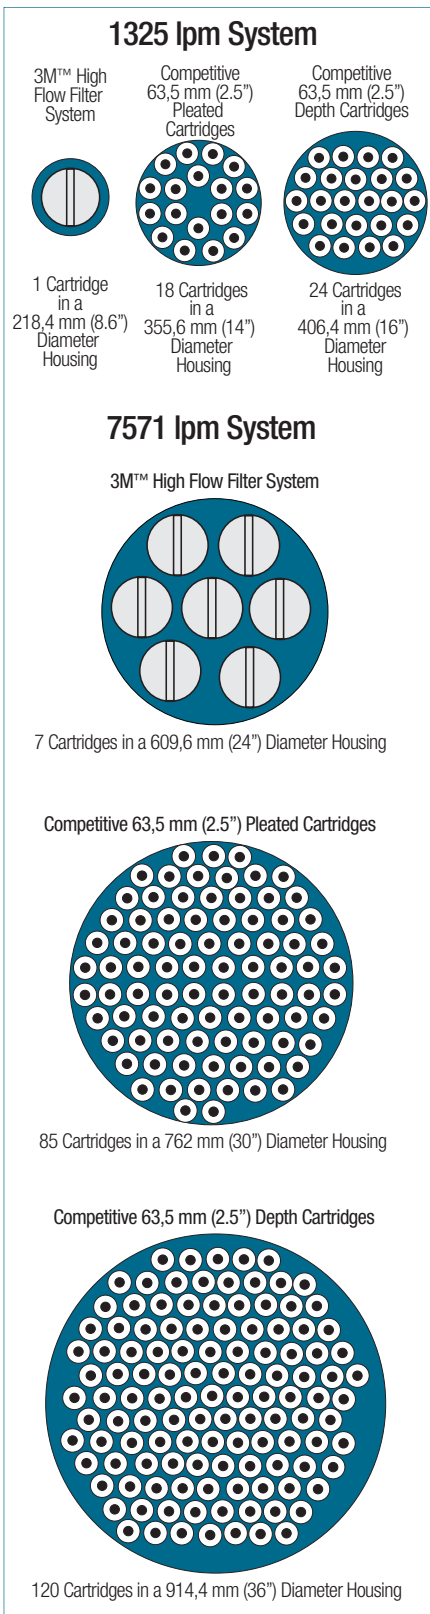 1325 lpm System
3M™ High
Flow Filter
System
Competitive
63,5 mm (2.5”)
Pleated
Cartridges
Competitive
63,5 mm (2.5”)
Depth Cartridges
1 Cartridge
in a
218,4 mm (8.6”)
Diameter
Housing
18 Cartridges
in a
355,6 mm (14”)
Diameter
Housing
24 Cartridges
in a
406,4 mm (16”)
Diameter
Housing
7571 lpm System
3M™ High Flow Filter System
7 Cartridges in a 609,6 mm (24”) Diameter Housing
Competitive 63,5 mm (2.5”) Pleated Cartridges
85 Cartridges in a 762 mm (30”) Diameter Housing
Competitive 63,5 mm (2.5”) Depth Cartridges
120 Cartridges in a 914,4 mm (36”) Diameter Housing